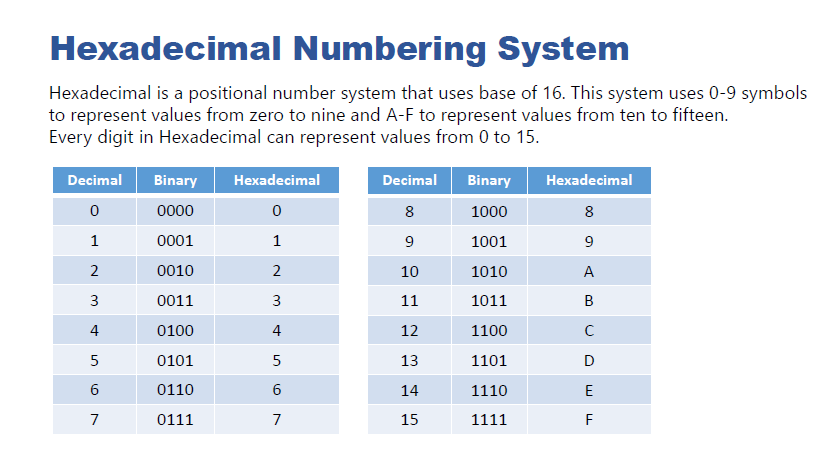 Hexadecimal Numbering System
Hexadecimal is a positional number system that uses base of 16. This system uses 0-9 symbols
to represent values from zero to nine and A-F to represent values from ten to fifteen.
Every digit in Hexadecimal can represent values from 0 to 15.
Decimal Binary Hexadecimal
0 0000 0
1 0001 1
2 0010 2
3 0011 3
4 0100 4
5 0101 5
6 0110 6
7 0111 7
Decimal Binary Hexadecimal
8 1000 8
9 1001 9
10 1010 A
11 1011 B
12 1100 C
13 1101 D
14 1110 E
15 1111 F